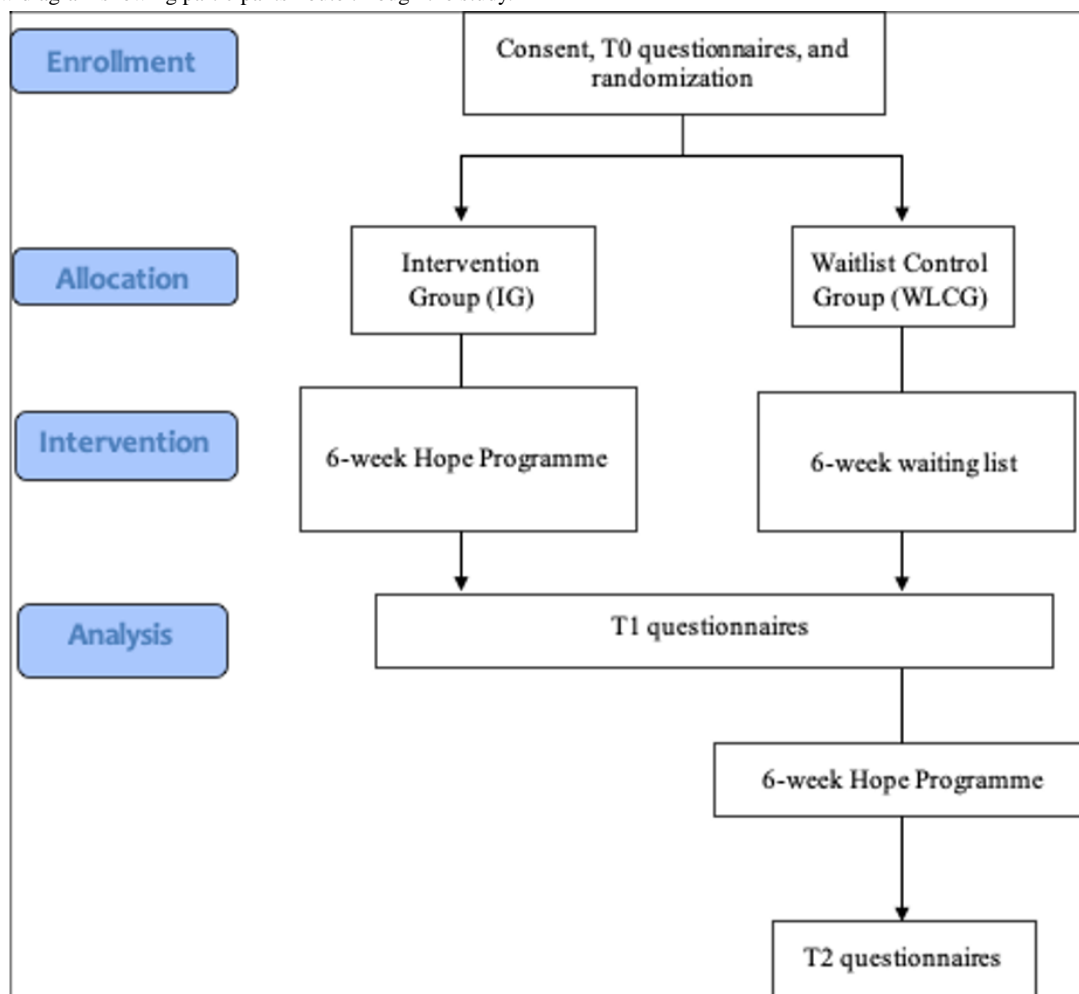 Enrollment
Consent, T0 questionnaires, and
randomization
Allocation
Intervention
Group (IG)
Waitlist Control
Group (WLCG)
Intervention
6-week Hope Programme
6-week waiting list
Analysis
T1 questionnaires
6-week Hope Programme
T2 questionnaires